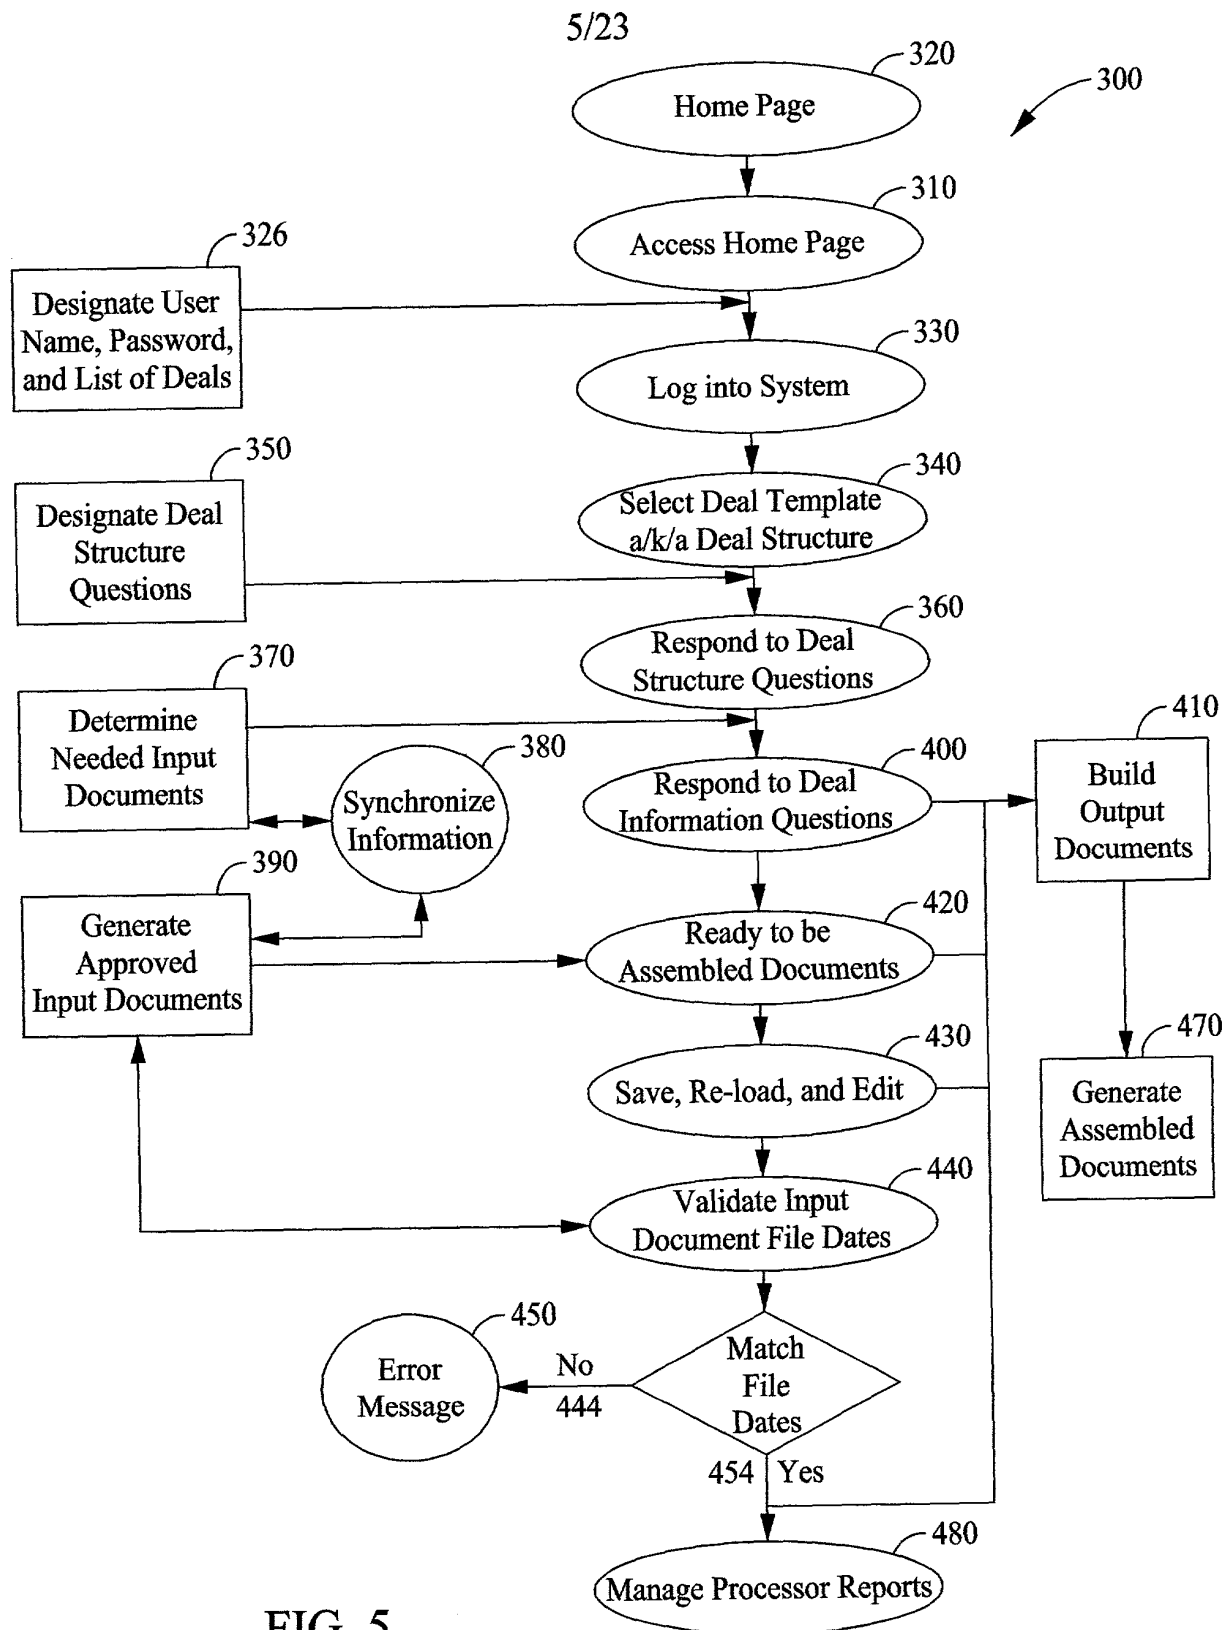 5/23
320
Home Page
300
310
Access Home Page
326
Designate User
Name, Password,
and List of Deals
330
Log into System
350
Designate Deal
Structure
Questions
340
Select Deal Template
a/k/a Deal Structure
360
Respond to Deal
Structure Questions
370
Determine
Needed Input
Documents
380
Synchronize
Information
400
Respond to Deal
Information Questions
410
Build
Output
Documents
390
Generate
Approved
Input Documents
420
Ready to be
Assembled Documents
430
Save, Re-load, and Edit
470
Generate
Assembled
Documents
440
Validate Input
Document File Dates
450
Error
Message
No
444
Match
File
Dates
454 Yes
480
Manage Processor Reports
FIG. 5